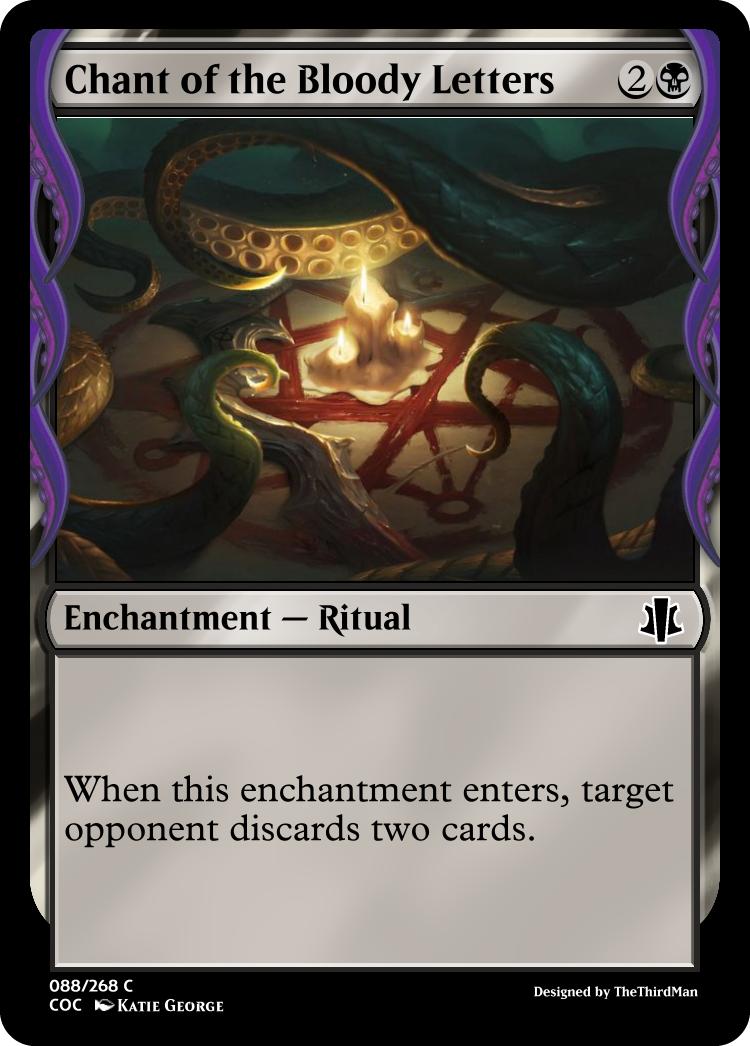 Chant of the Bloody Letters 2
Enchantment — Ritual
When this enchantment enters, target
opponent discards two cards.
088/268 C
COC KATIE GEORGE
Designed by TheThirdMan